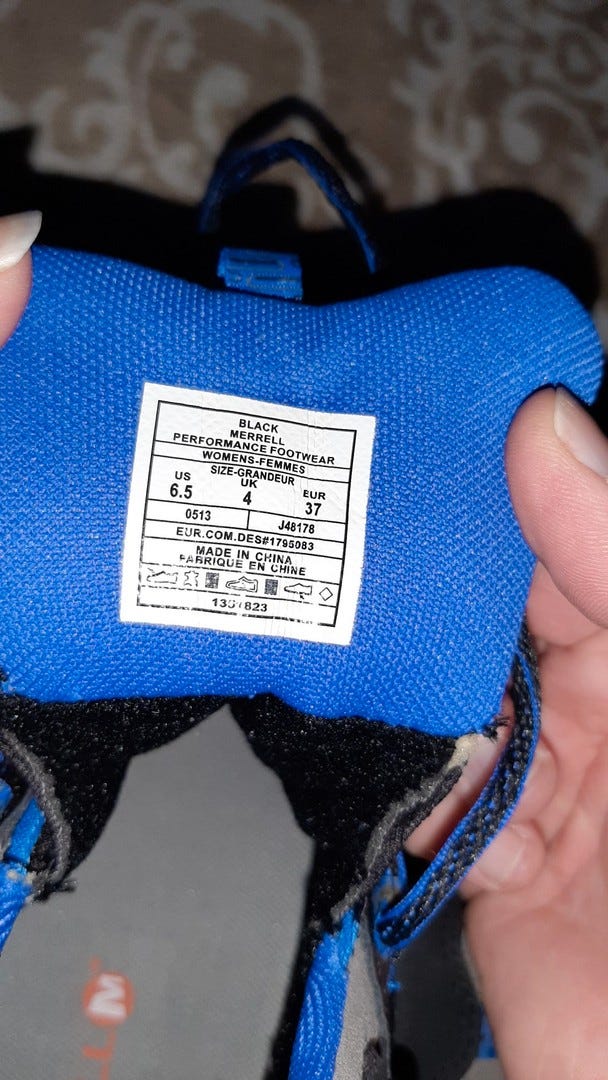 BLACK
MERRELL
PERFORMANCE FOOTWEAR
WOMENS-FEMMES
SIZE-GRANDEUR
US UK EUR
6.5 4 37
0513 J48178
EUR.COM.DES#1795083
MADE IN CHINA
FABRIQUE EN CHINE
M